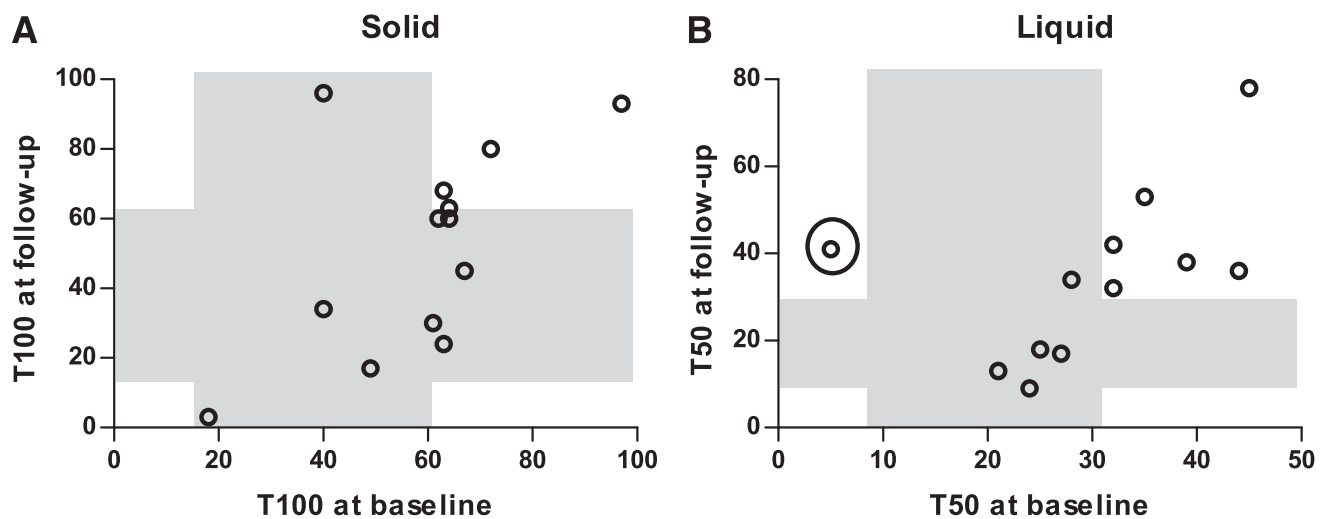 A
Solid
T100 at follow-up
100
80
60
40
20
0
0 20 40 60 80 100
T100 at baseline
B
Liquid
T50 at follow-up
80
60
40
20
0
0 10 20 30 40 50
T50 at baseline